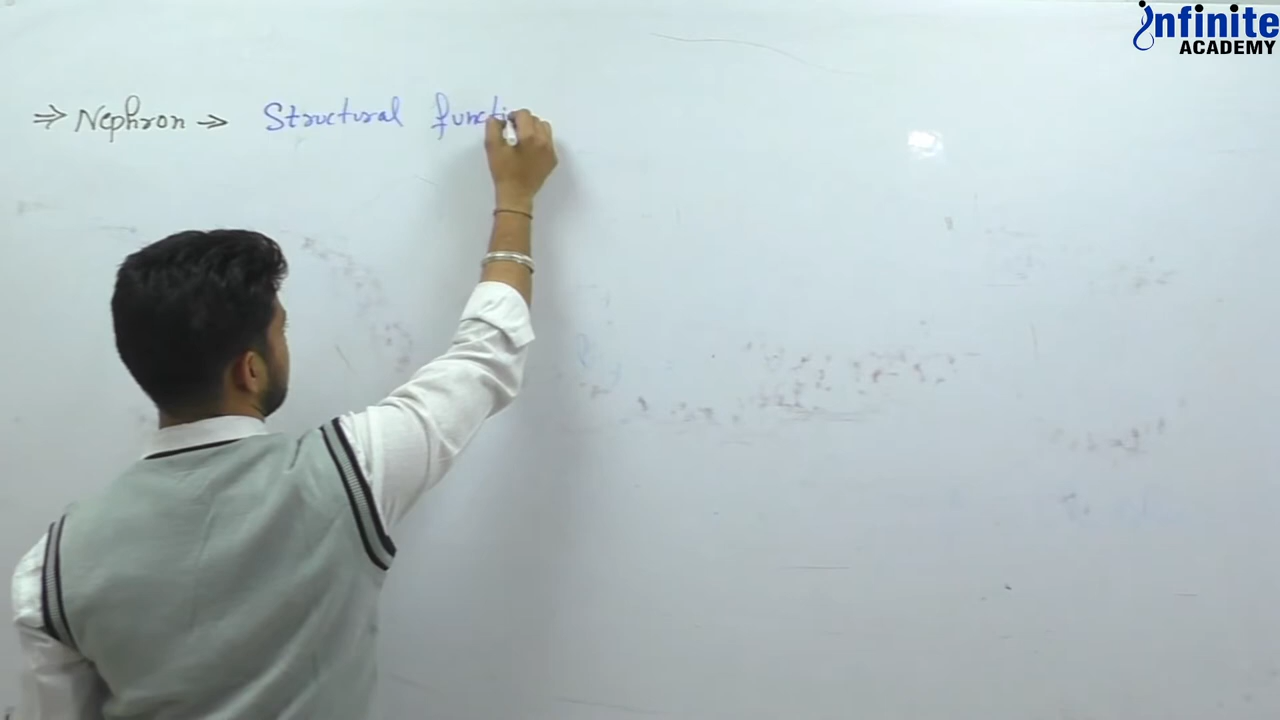 infinite
ACADEMY
⇒ Nephron → Structural functi